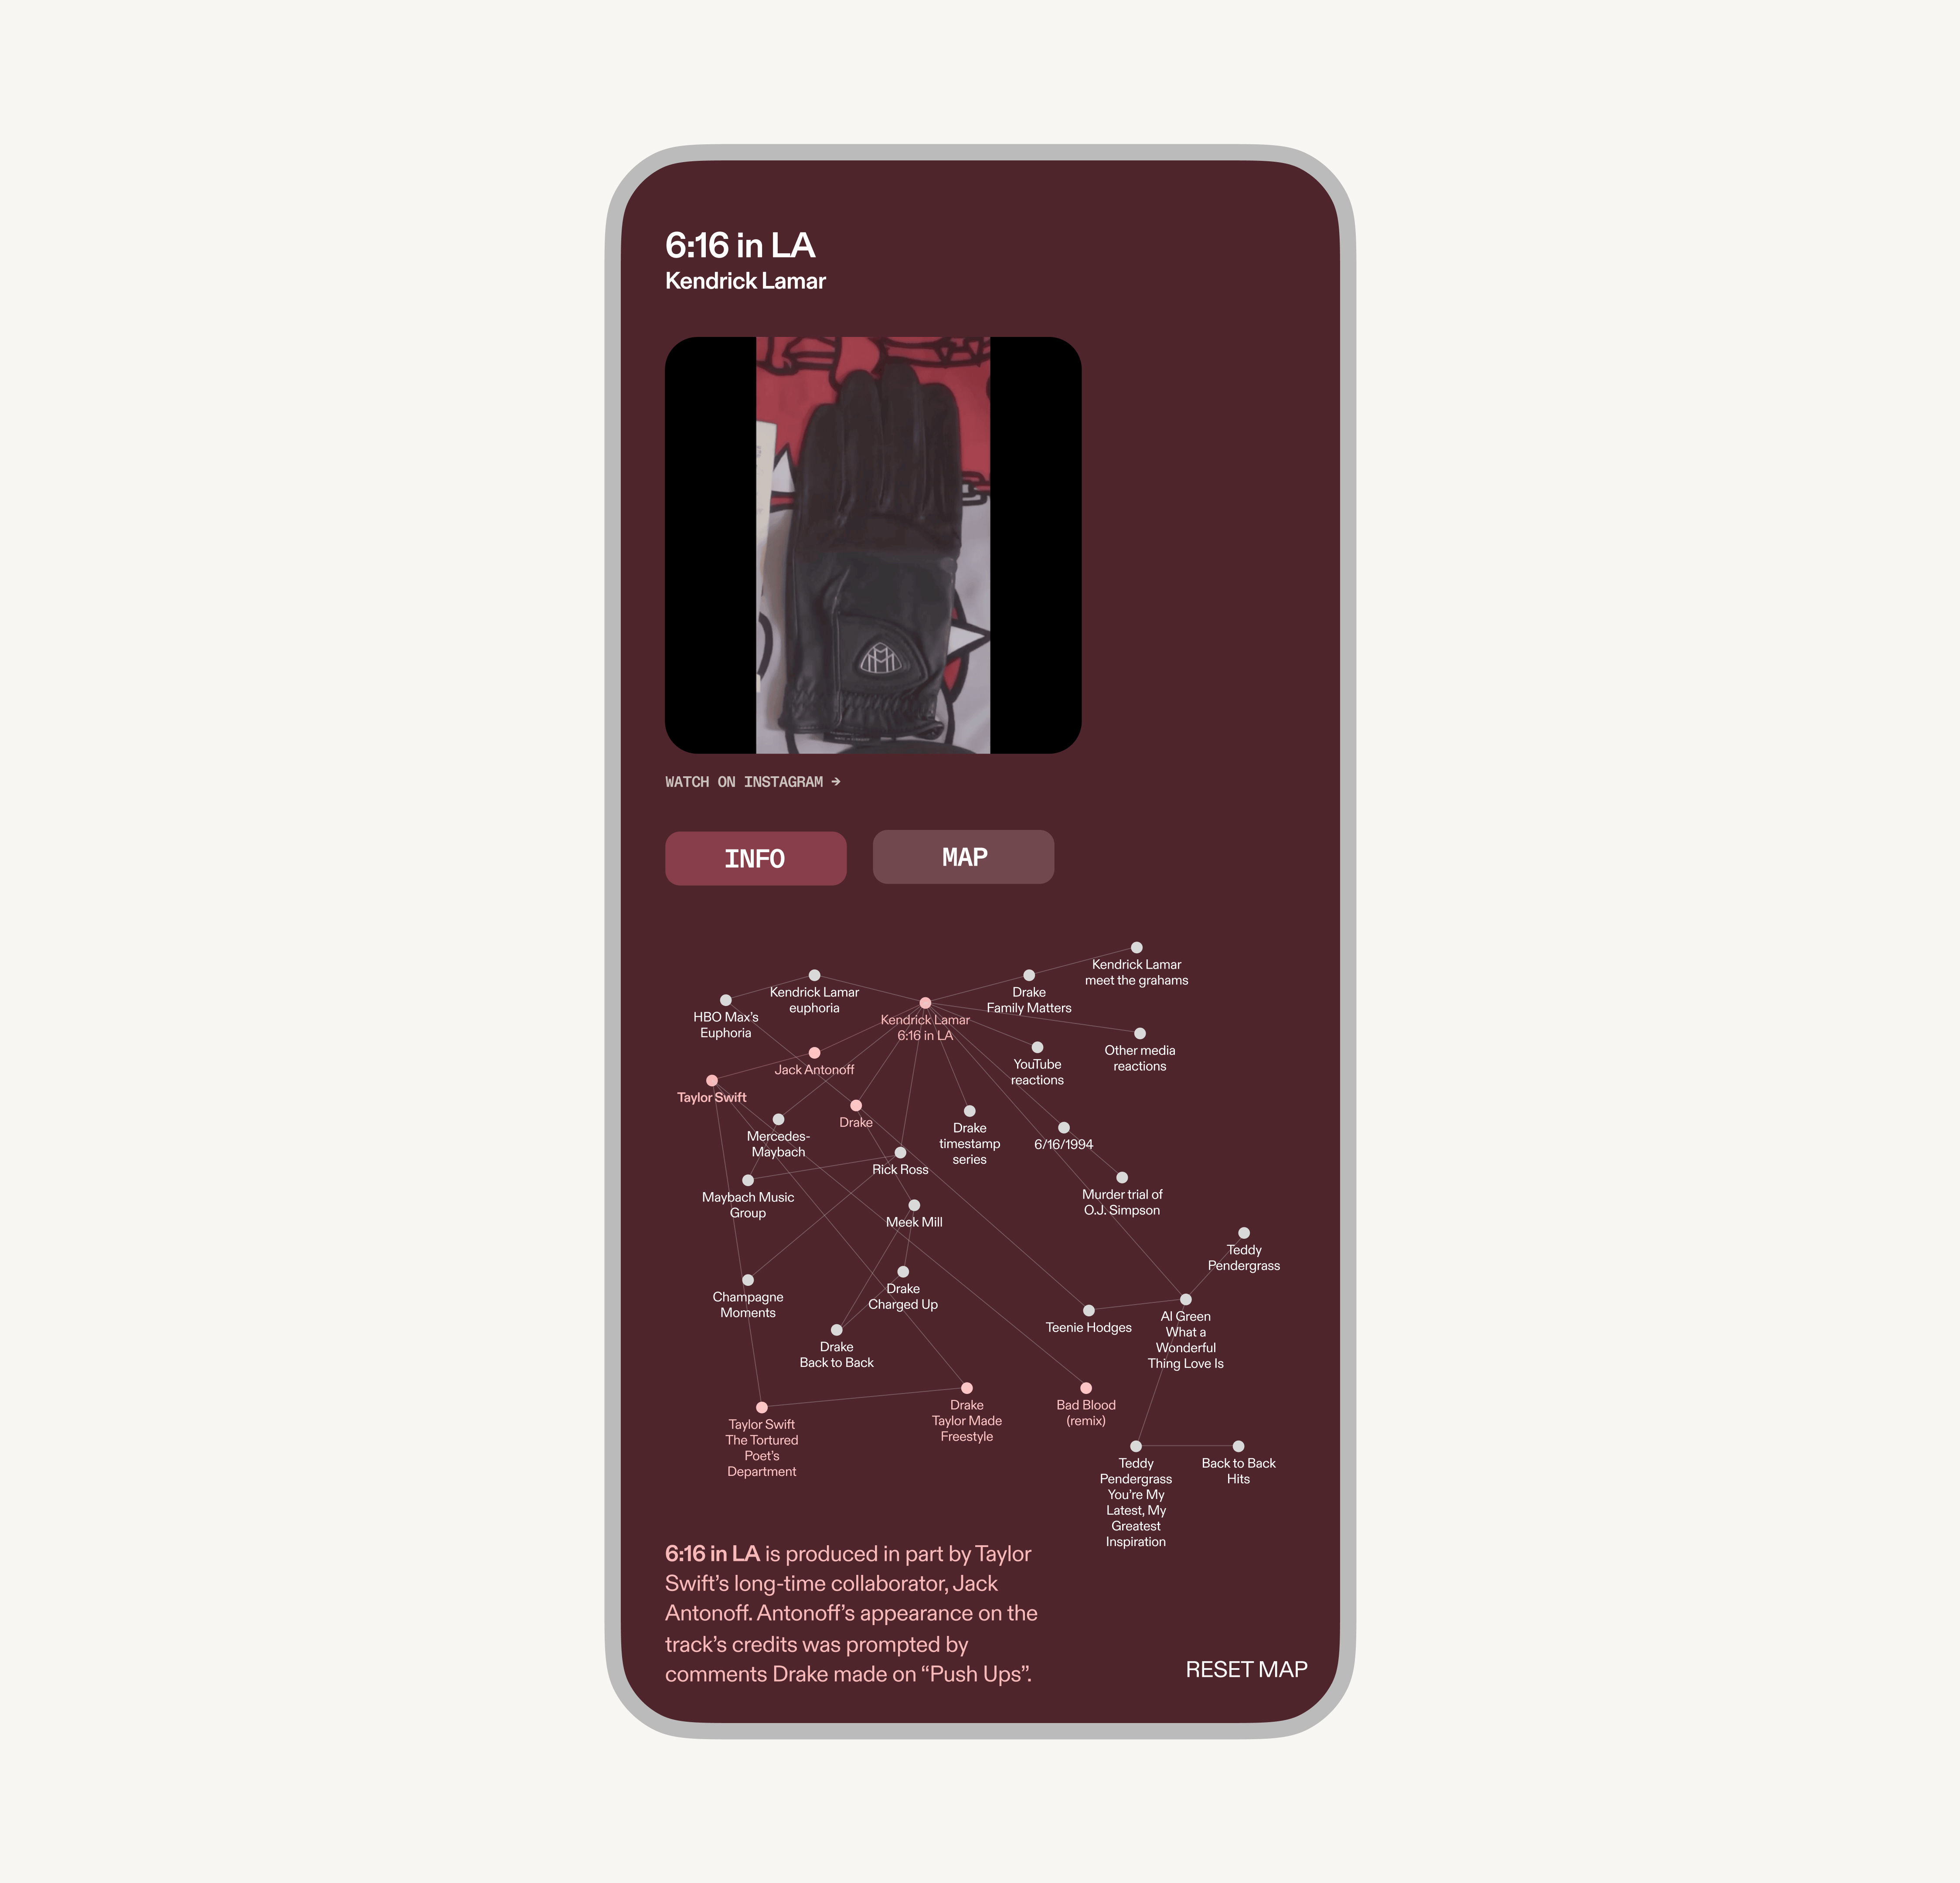 6:16 in LA
Kendrick Lamar
WATCH ON INSTAGRAM →
INFO
MAP
Kendrick Lamar
meet the grahams
Kendrick Lamar
euphoria
Drake
Family Matters
HBO Max’s
Euphoria
Kendrick Lamar
6:16 in LA
Other media
reactions
YouTube
reactions
Jack Antonoff
Taylor Swift
Drake
Mercedes-
Maybach
Drake
timestamp
series
6/16/1994
Rick Ross
Maybach Music
Group
Murder trial of
O.J. Simpson
Meek Mill
Teddy
Pendergrass
Champagne
Moments
Drake
Charged Up
Teenie Hodges
Al Green
What a
Wonderful
Thing Love Is
Drake
Back to Back
Taylor Swift
The Tortured
Poet’s
Department
Drake
Taylor Made
Freestyle
Bad Blood
(remix)
Teddy
Pendergrass
You’re My
Latest, My
Greatest
Inspiration
Back to Back
Hits
6:16 in LA is produced in part by Taylor
Swift’s long-time collaborator, Jack
Antonoff. Antonoff’s appearance on the
track’s credits was prompted by
comments Drake made on “Push Ups”.
RESET MAP